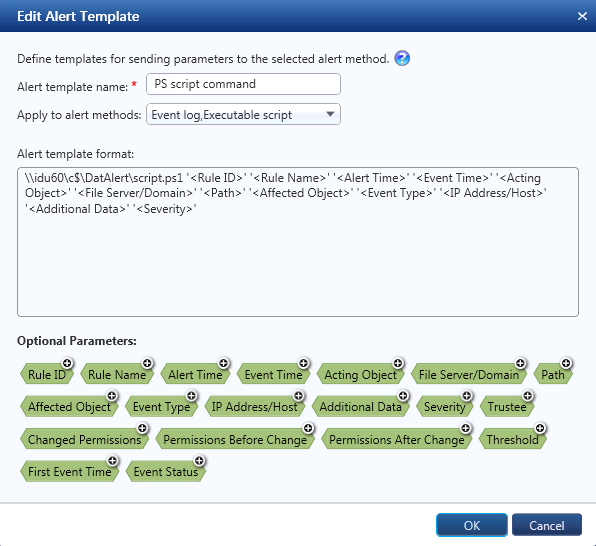 Edit Alert Template
Define templates for sending parameters to the selected alert method.
Alert template name: * PS script command
Apply to alert methods: Event log,Executable script
Alert template format:
\\idu60\c$\DatAlert\script.ps1 '<Rule ID>' '<Rule Name>' '<Alert Time>' '<Event Time>' '<Acting
Object>' '<File Server/Domain>' '<Path>' '<Affected Object>' '<Event Type>' '<IP Address/Host>'
'<Additional Data>' '<Severity>'
Optional Parameters:
Rule ID Rule Name Alert Time Event Time Acting Object File Server/Domain Path
Affected Object Event Type IP Address/Host Additional Data Severity Trustee
Changed Permissions Permissions Before Change Permissions After Change Threshold
First Event Time Event Status
OK Cancel